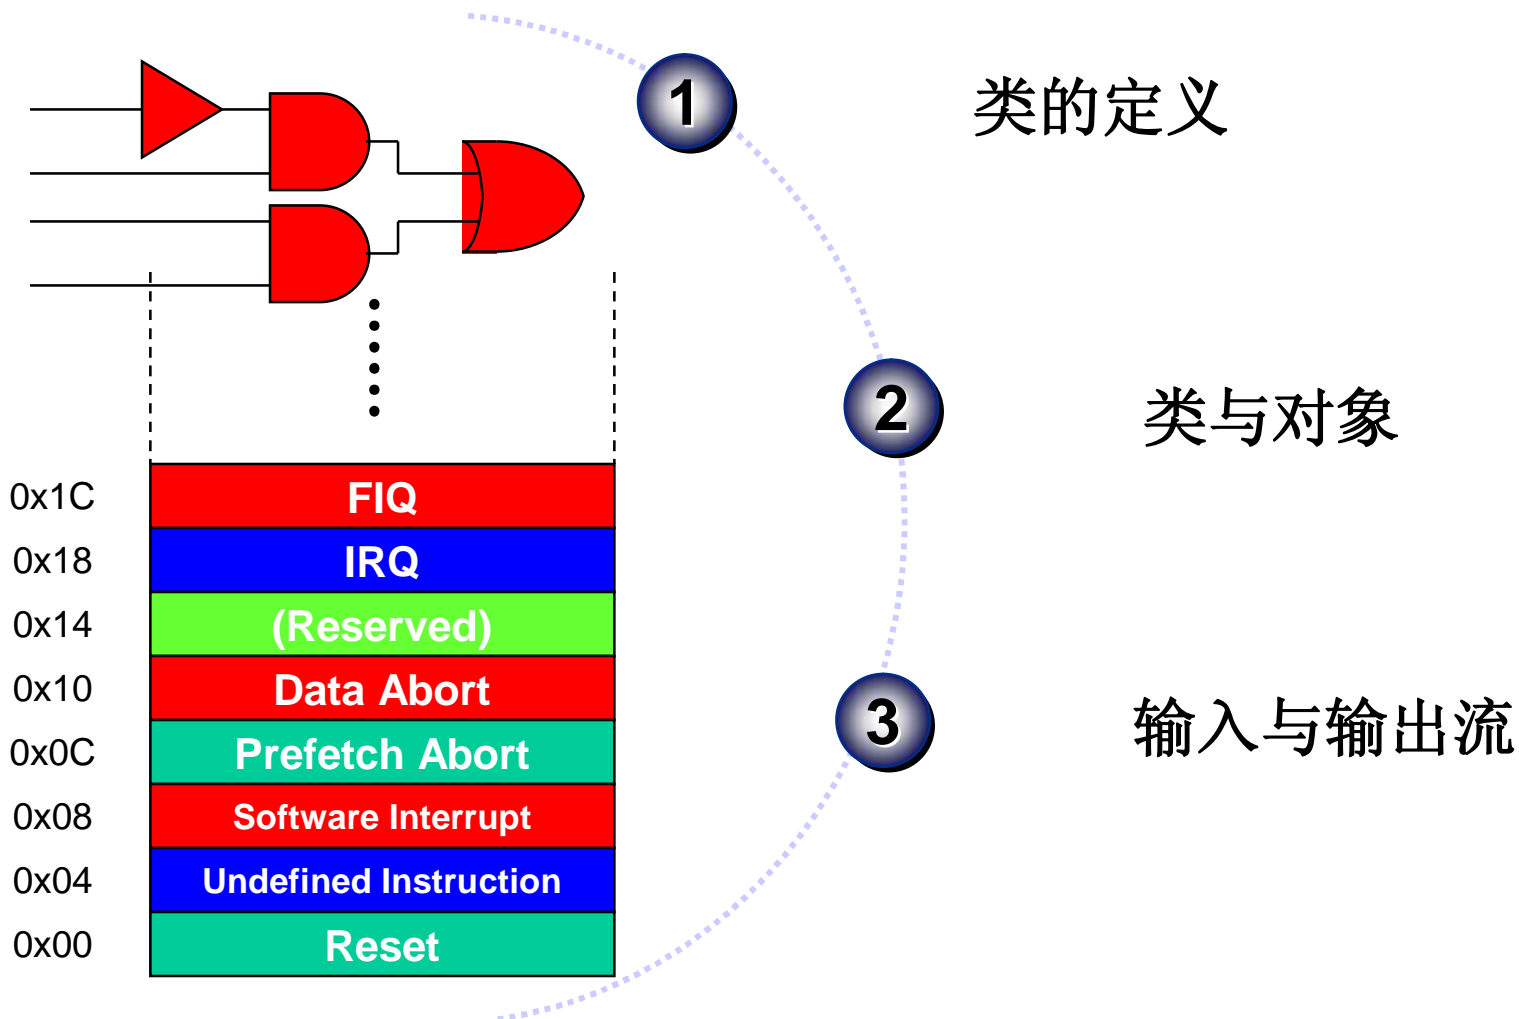 1 类的定义
2 类与对象
3 输入与输出流
0x1C FIQ
0x18 IRQ
0x14 (Reserved)
0x10 Data Abort
0x0C Prefetch Abort
0x08 Software Interrupt
0x04 Undefined Instruction
0x00 Reset